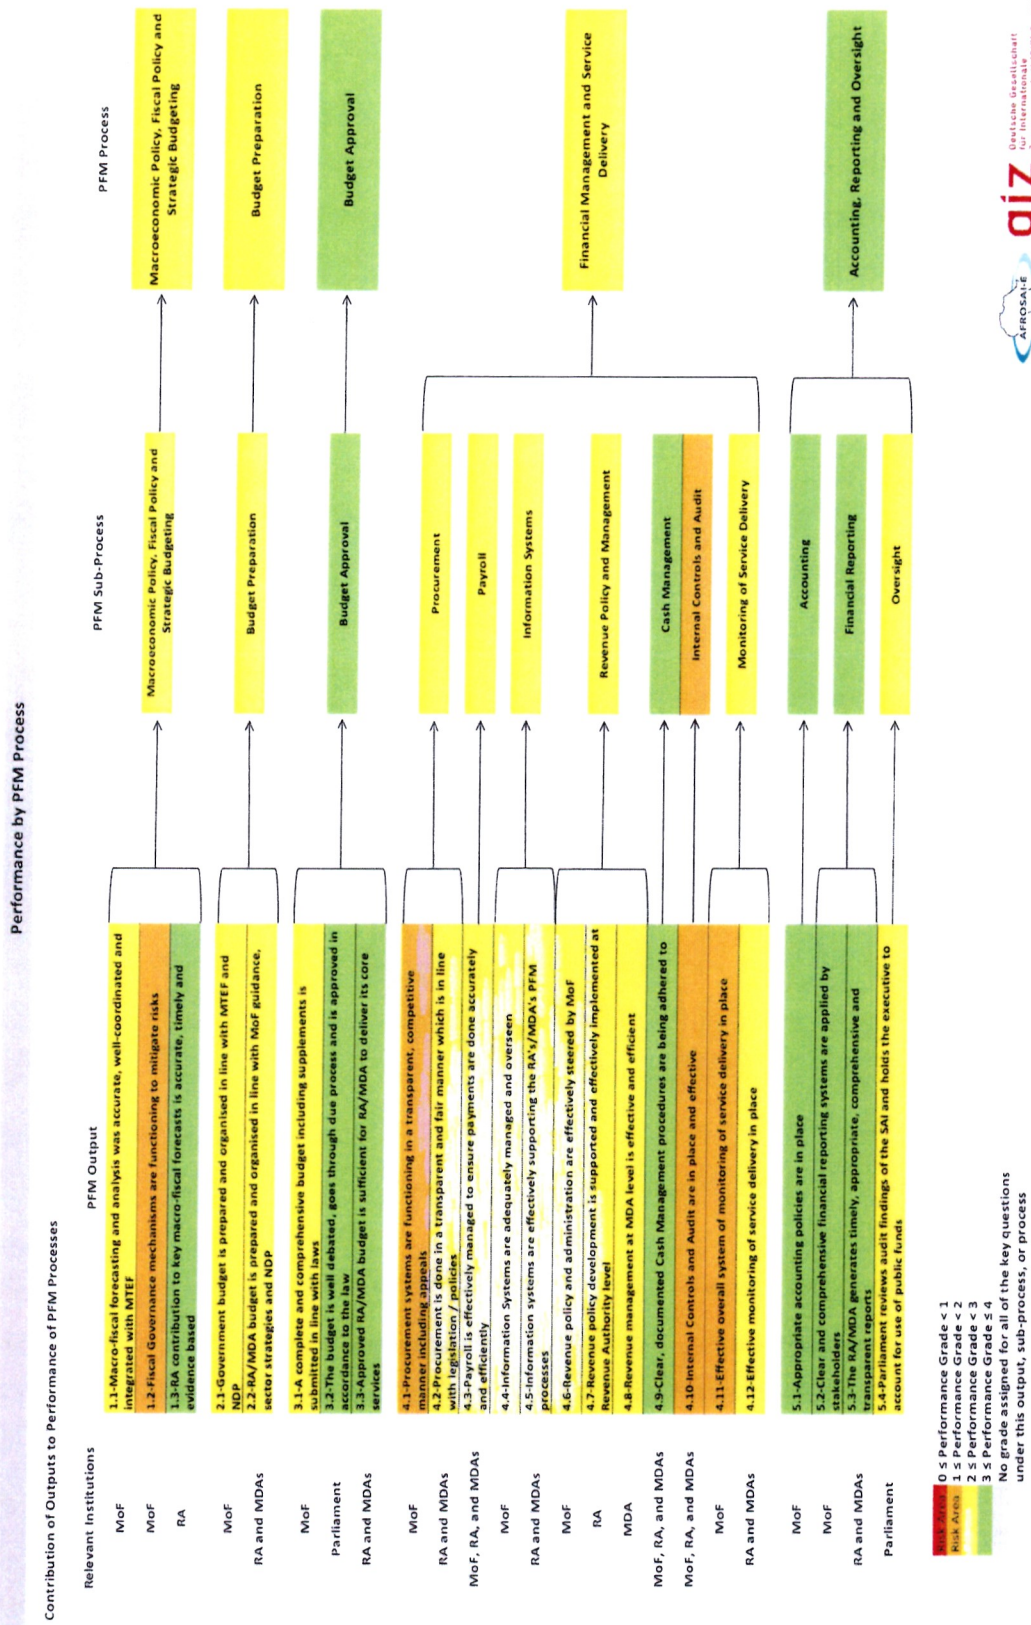 Performance by PFM Process
Contribution of Outputs to Performance of PFM Processes
Relevant Institutions
PFM Output
PFM Sub-Process
PFM Process
MoF
1.1-Macro-fiscal forecasting and analysis was accurate, well-coordinated and
integrated with MTEF
MoF
1.2-Fiscal Governance mechanisms are functioning to mitigate risks
RA
1.3-RA contribution to key macro-fiscal forecasts is accurate, timely and
evidence based
Macroeconomic Policy, Fiscal Policy and
Strategic Budgeting
Macroeconomic Policy, Fiscal Policy and
Strategic Budgeting
MoF
2.1-Government budget is prepared and organised in line with MTEF and
NDP
RA and MDAs
2.2-RA/MDA budget is prepared and organised in line with MoF guidance,
sector strategies and NDP
Budget Preparation
Budget Preparation
MoF
3.1-A complete and comprehensive budget including supplements is
submitted in line with laws
Parliament
3.2-The budget is well debated, goes through due process and is approved in
accordance to the law
RA and MDAs
3.3-Approved RA/MDA budget is sufficient for RA/MDA to deliver its core
services
Budget Approval
Budget Approval
MoF
4.1-Procurement systems are functioning in a transparent, competitive
manner including appeals
RA and MDAs
4.2-Procurement is done in a transparent and fair manner which is in line
with legislation / policies
Procurement
MoF, RA, and MDAs
4.3-Payroll is effectively managed to ensure payments are done accurately
and efficiently
Payroll
MoF
4.4-Information Systems are adequately managed and overseen
RA and MDAs
4.5-Information systems are effectively supporting the RA's/MDA's PFM
processes
Information Systems
MoF
4.6-Revenue policy and administration are effectively steered by MoF
RA
4.7-Revenue policy development is supported and effectively implemented at
Revenue Authority level
MDA
4.8-Revenue management at MDA level is effective and efficient
Revenue Policy and Management
MoF, RA, and MDAs
4.9-Clear, documented Cash Management procedures are being adhered to
Cash Management
MoF, RA, and MDAs
4.10-Internal Controls and Audit are in place and effective
Internal Controls and Audit
MoF
4.11-Effective overall system of monitoring of service delivery in place
RA and MDAs
4.12-Effective monitoring of service delivery in place
Monitoring of Service Delivery
Financial Management and Service
Delivery
MoF
5.1-Appropriate accounting policies are in place
Accounting
MoF
5.2-Clear and comprehensive financial reporting systems are applied by
stakeholders
RA and MDAs
5.3-The RA/MDA generates timely, appropriate, comprehensive and
transparent reports
Financial Reporting
Parliament
5.4-Parliament reviews audit findings of the SAI and holds the executive to
account for use of public funds
Oversight
Accounting, Reporting and Oversight
Risk Area 0 ≤ Performance Grade < 1
Risk Area 1 ≤ Performance Grade < 2
2 ≤ Performance Grade < 3
3 ≤ Performance Grade ≤ 4
No grade assigned for all of the key questions
under this output, sub-process, or process
AFROSAI-E
giz
Deutsche Gesellschaft
für Internationale